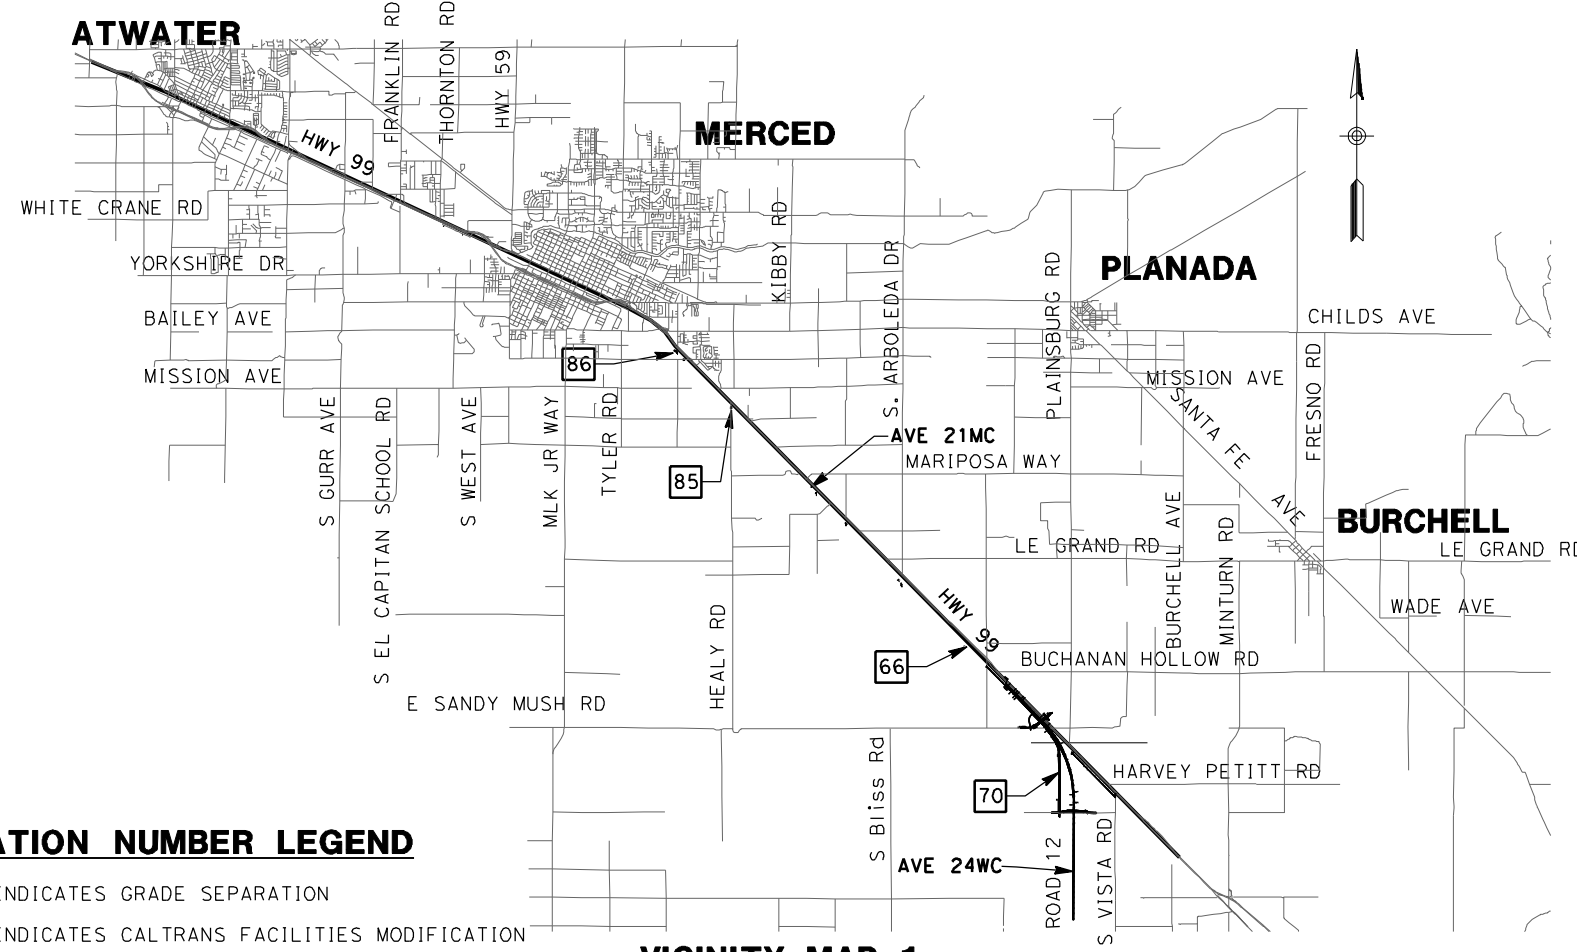 ATWATER
FRANKLIN RD
THORNTON RD
HWY 59
MERCED
HWY 99
WHITE CRANE RD
YORKSHIRE DR
KIBBY RD
S. ARBOLEDA DR
PLAINSBURG RD
PLANADA
BAILEY AVE
CHILDS AVE
86
MISSION AVE
MISSION AVE
SANTA FE AVE
FRESNO RD
S GURR AVE
S EL CAPITAN SCHOOL RD
S WEST AVE
MLK JR WAY
TYLER RD
AVE 21MC
MARIPOSA WAY
85
BURCHELL AVE
MINTURN RD
BURCHELL
LE GRAND RD
LE GRAND RD
HWY 99
WADE AVE
HEALY RD
66
BUCHANAN HOLLOW RD
E SANDY MUSH RD
S Bliss Rd
HARVEY PETITT RD
70
ATION NUMBER LEGEND
ROAD 12
S VISTA RD
AVE 24WC
INDICATES GRADE SEPARATION
INDICATES CALTRANS FACILITIES MODIFICATION
VICINITY MAP 1